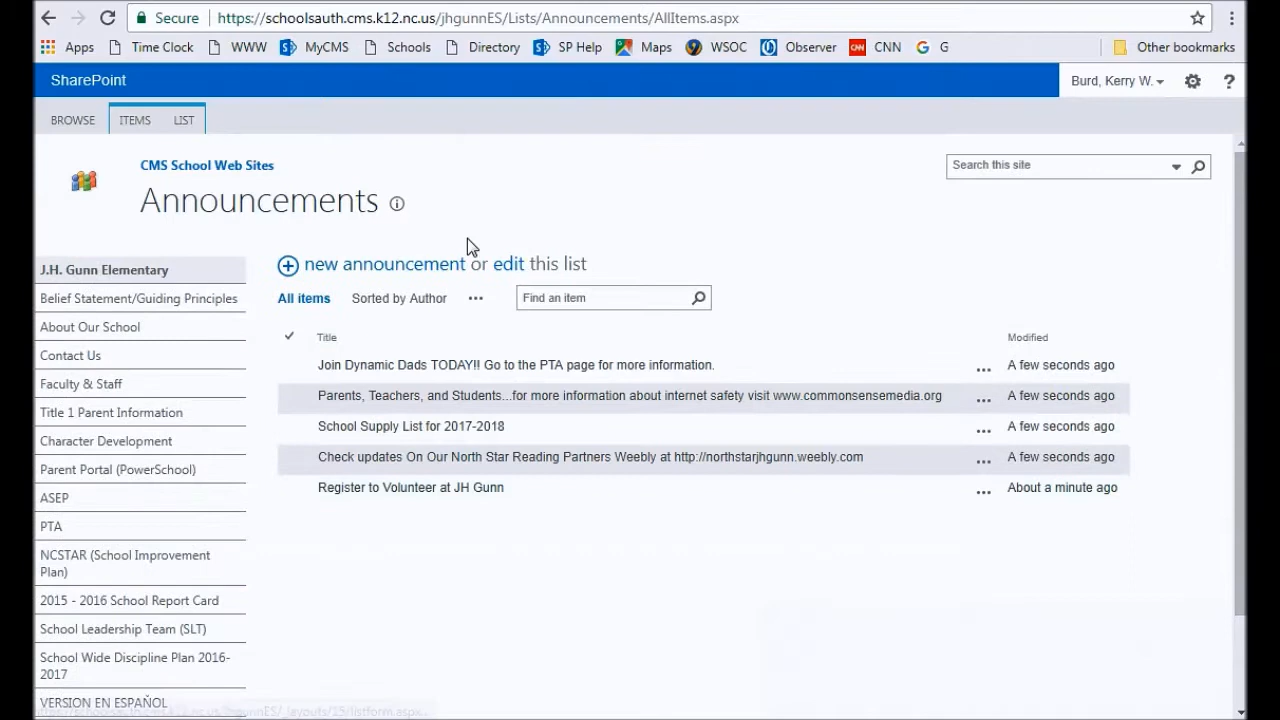 Secure https://schoolsauth.cms.k12.nc.us/jhgunnES/Lists/Announcements/AllItems.aspx
Apps Time Clock WWW MyCMS Schools Directory SP Help Maps WSOC Observer CNN CNN G Other bookmarks
SharePoint Burd, Kerry W. ?
BROWSE ITEMS LIST
CMS School Web Sites
Search this site
Announcements
J.H. Gunn Elementary
Belief Statement/Guiding Principles
About Our School
Contact Us
Faculty & Staff
Title 1 Parent Information
Character Development
Parent Portal (PowerSchool)
ASEP
PTA
NCSTAR (School Improvement
Plan)
2015 - 2016 School Report Card
School Leadership Team (SLT)
School Wide Discipline Plan 2016-
2017
VERSION EN ESPAÑOL
new announcement or edit this list
All items Sorted by Author ... Find an item
Title Modified
Join Dynamic Dads TODAY!! Go to the PTA page for more information. ... A few seconds ago
Parents, Teachers, and Students...for more information about internet safety visit www.commonsensemedia.org ... A few seconds ago
School Supply List for 2017-2018 ... A few seconds ago
Check updates On Our North Star Reading Partners Weebly at http://northstarjhgunn.weebly.com ... A few seconds ago
Register to Volunteer at JH Gunn ... About a minute ago